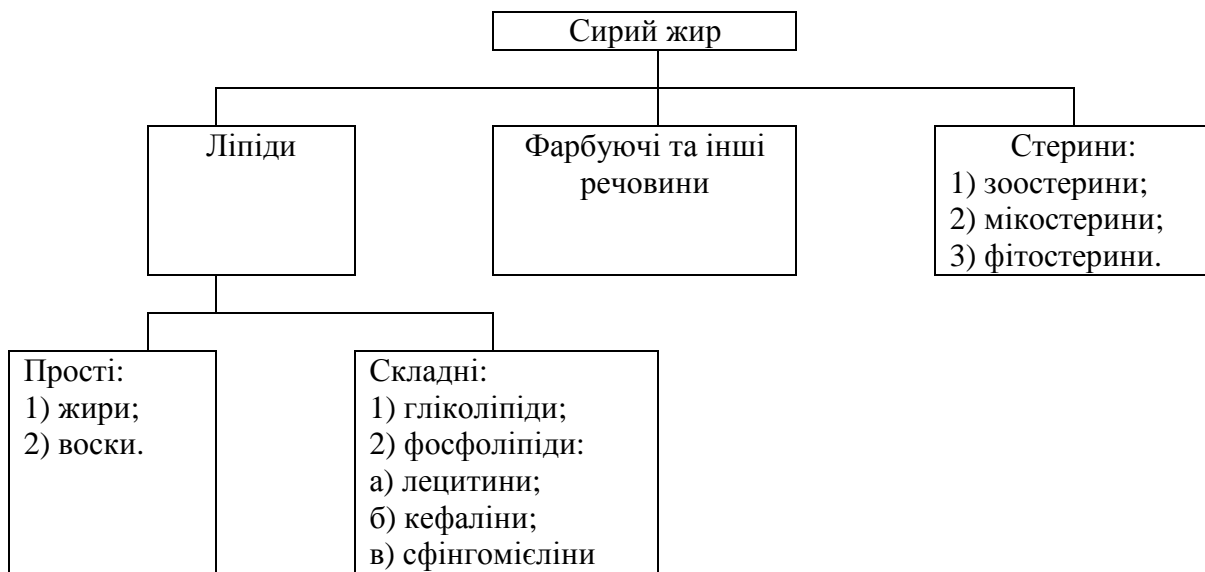 Сирий жир
Ліпіди
Фарбуючі та інші
речовини
Стерини:
1) зоостерини;
2) мікостерини;
3) фітостерини.
Прості:
1) жири;
2) воски.
Складні:
1) гліколіпіди;
2) фосфоліпіди:
а) лецитини;
б) кефаліни;
в) сфінгомієліни